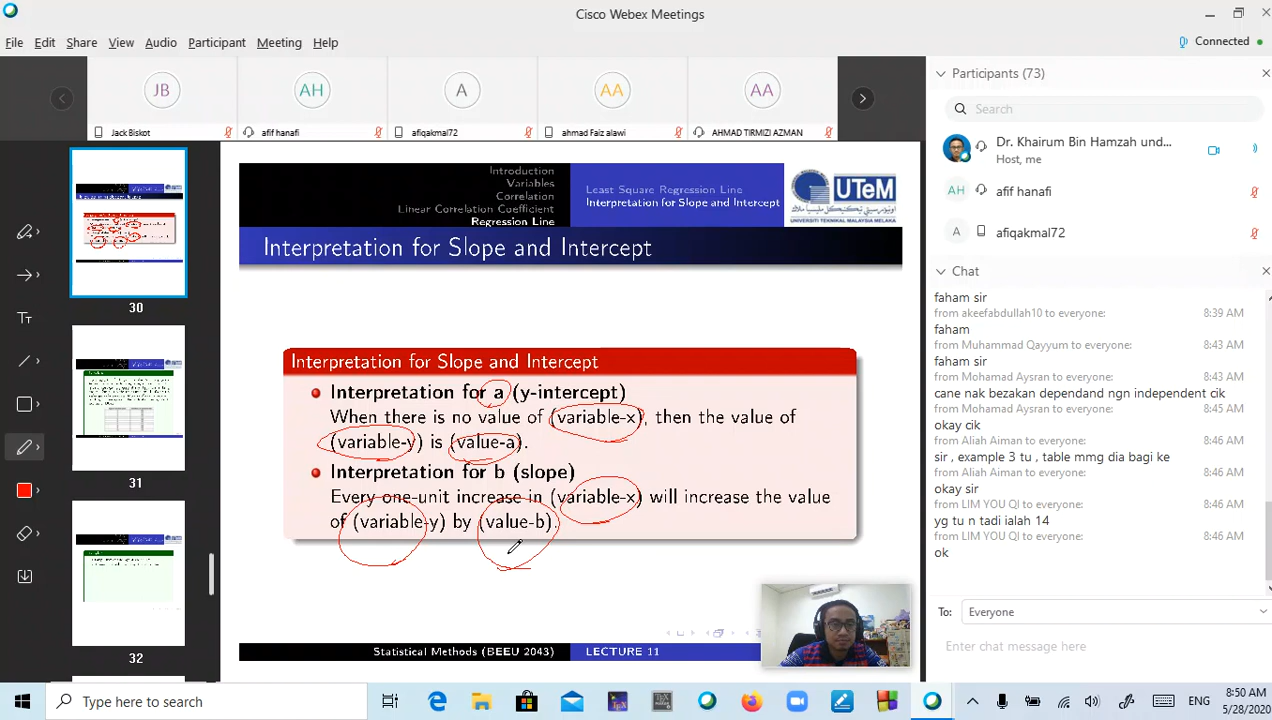 Cisco Webex Meetings
File Edit Share View Audio Participant Meeting Help
Connected
JB
AH
A
AA
AA
Jack Biskot
afif hanafi
afiqakmal72
ahmad Faiz alawi
AHMAD TIRMIZI AZMAN
30
31
32
Introduction
Variables
Correlation
Linear Correlation Coefficient
Regression Line
Least Square Regression Line
Interpretation for Slope and Intercept
UTeM
UNIVERSITI TEKNIKAL MALAYSIA MELAKA
Interpretation for Slope and Intercept
Interpretation for Slope and Intercept
Interpretation for a (y-intercept)
When there is no value of (variable-x), then the value of
(variable-y) is (value-a).
Interpretation for b (slope)
Every one-unit increase in (variable-x) will increase the value
of (variable-y) by (value-b).
Statistical Methods (BEEU 2043)
LECTURE 11
Participants (73)
Search
Dr. Khairum Bin Hamzah und...
Host, me
AH
afif hanafi
A
afiqakmal72
Chat
faham sir
from akeefabdullah10 to everyone: 8:39 AM
faham
from Muhammad Qayyum to everyone: 8:43 AM
faham sir
from Mohamad Aysran to everyone: 8:43 AM
cane nak bezakan dependand ngn independent cik
from Mohamad Aysran to everyone: 8:45 AM
okay cik
from Aliah Aiman to everyone: 8:46 AM
sir , example 3 tu , table mmg dia bagi ke
from Aliah Aiman to everyone: 8:46 AM
okay sir
from LIM YOU QI to everyone: 8:46 AM
yg tu n tadi ialah 14
from LIM YOU QI to everyone: 8:46 AM
ok
To: Everyone
Enter chat message here
Type here to search
ENG
8:50 AM
5/28/2020